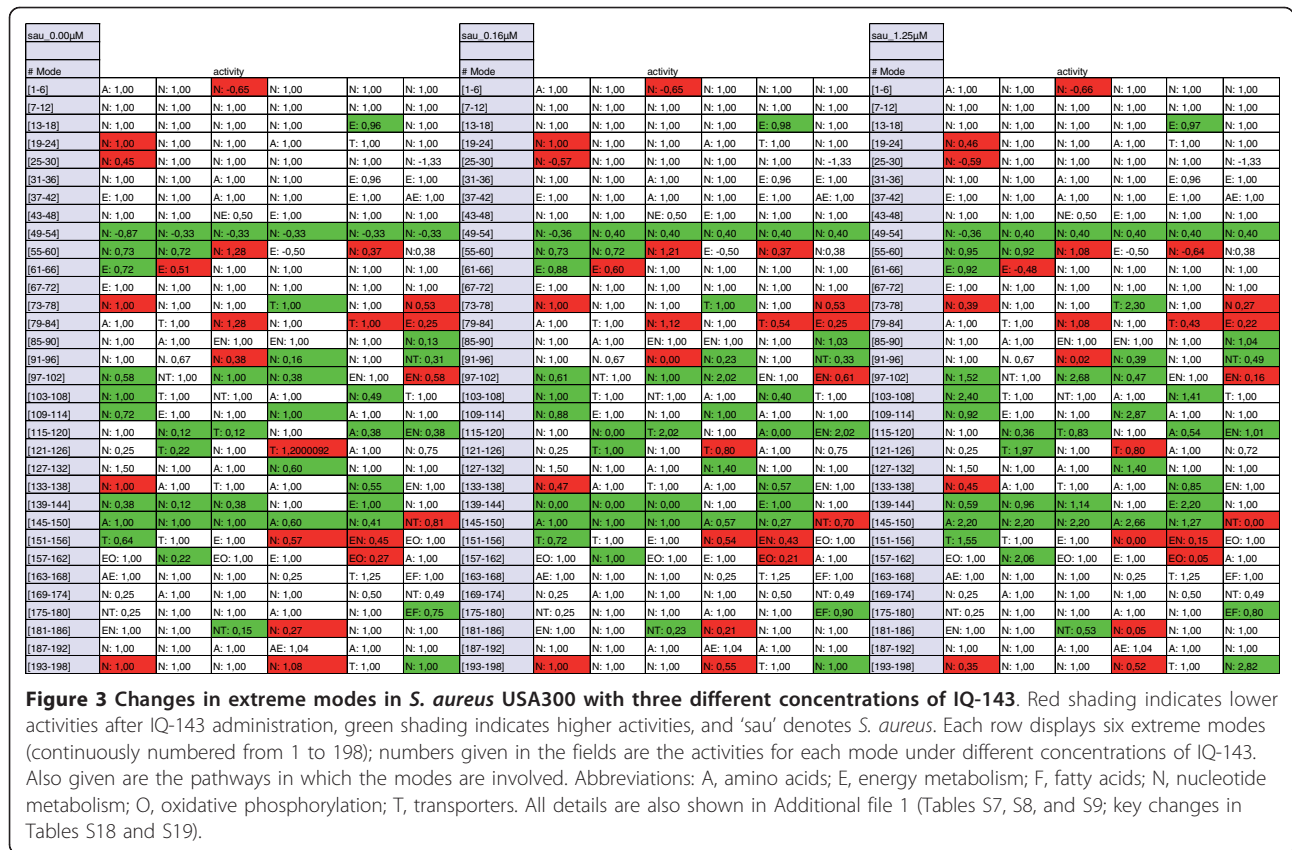 sau_0.00µM sau_0.16µM sau_1.25µM
# Mode activity # Mode activity # Mode activity
[1-6] A: 1,00 N: 1,00 N: -0,65 N: 1,00 N: 1,00 N: 1,00 [1-6] A: 1,00 N: 1,00 N: -0,65 N: 1,00 N: 1,00 N: 1,00 [1-6] A: 1,00 N: 1,00 N: -0,66 N: 1,00 N: 1,00 N: 1,00
[7-12] N: 1,00 N: 1,00 N: 1,00 N: 1,00 N: 1,00 N: 1,00 [7-12] N: 1,00 N: 1,00 N: 1,00 N: 1,00 N: 1,00 N: 1,00 [7-12] N: 1,00 N: 1,00 N: 1,00 N: 1,00 N: 1,00 N: 1,00
[13-18] N: 1,00 N: 1,00 N: 1,00 N: 1,00 E: 0,96 N: 1,00 [13-18] N: 1,00 N: 1,00 N: 1,00 N: 1,00 E: 0,98 N: 1,00 [13-18] N: 1,00 N: 1,00 N: 1,00 N: 1,00 E: 0,97 N: 1,00
[19-24] N: 1,00 N: 1,00 N: 1,00 A: 1,00 T: 1,00 N: 1,00 [19-24] N: 1,00 N: 1,00 N: 1,00 A: 1,00 T: 1,00 N: 1,00 [19-24] N: 0,46 N: 1,00 N: 1,00 A: 1,00 T: 1,00 N: 1,00
[25-30] N: 0,45 N: 1,00 N: 1,00 N: 1,00 N: 1,00 N: -1,33 [25-30] N: -0,57 N: 1,00 N: 1,00 N: 1,00 N: 1,00 N: -1,33 [25-30] N: -0,59 N: 1,00 N: 1,00 N: 1,00 N: 1,00 N: -1,33
[31-36] N: 1,00 N: 1,00 A: 1,00 N: 1,00 E: 0,96 E: 1,00 [31-36] N: 1,00 N: 1,00 A: 1,00 N: 1,00 E: 0,96 E: 1,00 [31-36] N: 1,00 N: 1,00 A: 1,00 N: 1,00 E: 0,96 E: 1,00
[37-42] E: 1,00 N: 1,00 A: 1,00 N: 1,00 E: 1,00 AE: 1,00 [37-42] E: 1,00 N: 1,00 A: 1,00 N: 1,00 E: 1,00 AE: 1,00 [37-42] E: 1,00 N: 1,00 A: 1,00 N: 1,00 E: 1,00 AE: 1,00
[43-48] N: 1,00 N: 1,00 NE: 0,50 E: 1,00 N: 1,00 N: 1,00 [43-48] N: 1,00 N: 1,00 NE: 0,50 E: 1,00 N: 1,00 N: 1,00 [43-48] N: 1,00 N: 1,00 NE: 0,50 E: 1,00 N: 1,00 N: 1,00
[49-54] N: -0,87 N: -0,33 N: -0,33 N: -0,33 N: -0,33 N: -0,33 [49-54] N: -0,36 N: 0,40 N: 0,40 N: 0,40 N: 0,40 N: 0,40 [49-54] N: -0,36 N: 0,40 N: 0,40 N: 0,40 N: 0,40 N: 0,40
[55-60] N: 0,73 N: 0,72 N: 1,28 E: -0,50 N: 0,37 N:0,38 [55-60] N: 0,73 N: 0,72 N: 1,21 E: -0,50 N: 0,37 N:0,38 [55-60] N: 0,95 N: 0,92 N: 1,08 E: -0,50 N: -0,64 N:0,38
[61-66] E: 0,72 E: 0,51 N: 1,00 N: 1,00 N: 1,00 N: 1,00 [61-66] E: 0,88 E: 0,60 N: 1,00 N: 1,00 N: 1,00 N: 1,00 [61-66] E: 0,92 E: -0,48 N: 1,00 N: 1,00 N: 1,00 N: 1,00
[67-72] E: 1,00 N: 1,00 N: 1,00 N: 1,00 N: 1,00 N: 1,00 [67-72] E: 1,00 N: 1,00 N: 1,00 N: 1,00 N: 1,00 N: 1,00 [67-72] E: 1,00 N: 1,00 N: 1,00 N: 1,00 N: 1,00 N: 1,00
[73-78] N: 1,00 N: 1,00 N: 1,00 T: 1,00 N: 1,00 N 0,53 [73-78] N: 1,00 N: 1,00 N: 1,00 T: 1,00 N: 1,00 N 0,53 [73-78] N: 0,39 N: 1,00 N: 1,00 T: 2,30 N: 1,00 N 0,27
[79-84] A: 1,00 T: 1,00 N: 1,28 N: 1,00 T: 1,00 E: 0,25 [79-84] A: 1,00 T: 1,00 N: 1,12 N: 1,00 T: 0,54 E: 0,25 [79-84] A: 1,00 T: 1,00 N: 1,08 N: 1,00 T: 0,43 E: 0,22
[85-90] N: 1,00 A: 1,00 EN: 1,00 EN: 1,00 N: 1,00 N: 0,13 [85-90] N: 1,00 A: 1,00 EN: 1,00 EN: 1,00 N: 1,00 N: 1,03 [85-90] N: 1,00 A: 1,00 EN: 1,00 EN: 1,00 N: 1,00 N: 1,04
[91-96] N: 1,00 N. 0,67 N: 0,38 N: 0,16 N: 1,00 NT: 0,31 [91-96] N: 1,00 N. 0,67 N: 0,00 N: 0,23 N: 1,00 NT: 0,33 [91-96] N: 1,00 N. 0,67 N: 0,02 N: 0,39 N: 1,00 NT: 0,49
[97-102] N: 0,58 NT: 1,00 N: 1,00 N: 0,38 EN: 1,00 EN: 0,58 [97-102] N: 0,61 NT: 1,00 N: 1,00 N: 2,02 EN: 1,00 EN: 0,61 [97-102] N: 1,52 NT: 1,00 N: 2,68 N: 0,47 EN: 1,00 EN: 0,16
[103-108] N: 1,00 T: 1,00 NT: 1,00 A: 1,00 N: 0,49 T: 1,00 [103-108] N: 1,00 T: 1,00 NT: 1,00 A: 1,00 N: 0,40 T: 1,00 [103-108] N: 2,40 T: 1,00 NT: 1,00 A: 1,00 N: 1,41 T: 1,00
[109-114] N: 0,72 E: 1,00 N: 1,00 N: 1,00 A: 1,00 N: 1,00 [109-114] N: 0,88 E: 1,00 N: 1,00 N: 1,00 A: 1,00 N: 1,00 [109-114] N: 0,92 E: 1,00 N: 1,00 N: 2,87 A: 1,00 N: 1,00
[115-120] N: 1,00 N: 0,12 T: 0,12 N: 1,00 A: 0,38 EN: 0,38 [115-120] N: 1,00 N: 0,00 T: 2,02 N: 1,00 A: 0,00 EN: 2,02 [115-120] N: 1,00 N: 0,36 T: 0,83 N: 1,00 A: 0,54 EN: 1,01
[121-126] N: 0,25 T: 0,22 N: 1,00 T: 1,2000092 A: 1,00 N: 0,75 [121-126] N: 0,25 T: 1,00 N: 1,00 T: 0,80 A: 1,00 N: 0,75 [121-126] N: 0,25 T: 1,97 N: 1,00 T: 0,80 A: 1,00 N: 0,72
[127-132] N: 1,50 N: 1,00 A: 1,00 N: 0,60 N: 1,00 N: 1,00 [127-132] N: 1,50 N: 1,00 A: 1,00 N: 1,40 N: 1,00 N: 1,00 [127-132] N: 1,50 N: 1,00 A: 1,00 N: 1,40 N: 1,00 N: 1,00
[133-138] N: 1,00 A: 1,00 T: 1,00 A: 1,00 N: 0,55 EN: 1,00 [133-138] N: 0,47 A: 1,00 T: 1,00 A: 1,00 N: 0,57 EN: 1,00 [133-138] N: 0,45 A: 1,00 T: 1,00 A: 1,00 N: 0,85 EN: 1,00
[139-144] N: 0,38 N: 0,12 N: 0,38 N: 1,00 E: 1,00 N: 1,00 [139-144] N: 0,00 N: 0,00 N: 0,00 N: 1,00 E: 1,00 N: 1,00 [139-144] N: 0,59 N: 0,96 N: 1,14 N: 1,00 E: 2,20 N: 1,00
[145-150] A: 1,00 N: 1,00 N: 1,00 A: 0,60 N: 0,41 NT: 0,81 [145-150] A: 1,00 N: 1,00 N: 1,00 A: 0,57 N: 0,27 NT: 0,70 [145-150] A: 2,20 N: 2,20 N: 2,20 A: 2,66 N: 1,27 NT: 0,00
[151-156] T: 0,64 T: 1,00 E: 1,00 N: 0,57 EN: 0,45 EO: 1,00 [151-156] T: 0,72 T: 1,00 E: 1,00 N: 0,54 EN: 0,43 EO: 1,00 [151-156] T: 1,55 T: 1,00 E: 1,00 N: 0,00 EN: 0,15 EO: 1,00
[157-162] EO: 1,00 N: 0,22 EO: 1,00 E: 1,00 EO: 0,27 A: 1,00 [157-162] EO: 1,00 N: 1,00 EO: 1,00 E: 1,00 EO: 0,21 A: 1,00 [157-162] EO: 1,00 N: 2,06 EO: 1,00 E: 1,00 EO: 0,05 A: 1,00
[163-168] AE: 1,00 N: 1,00 N: 1,00 N: 0,25 T: 1,25 EF: 1,00 [163-168] AE: 1,00 N: 1,00 N: 1,00 N: 0,25 T: 1,25 EF: 1,00 [163-168] AE: 1,00 N: 1,00 N: 1,00 N: 0,25 T: 1,25 EF: 1,00
[169-174] N: 0,25 A: 1,00 N: 1,00 N: 1,00 N: 0,50 NT: 0,49 [169-174] N: 0,25 A: 1,00 N: 1,00 N: 1,00 N: 0,50 NT: 0,49 [169-174] N: 0,25 A: 1,00 N: 1,00 N: 1,00 N: 0,50 NT: 0,49
[175-180] NT: 0,25 N: 1,00 N: 1,00 A: 1,00 N: 1,00 EF: 0,75 [175-180] NT: 0,25 N: 1,00 N: 1,00 A: 1,00 N: 1,00 EF: 0,90 [175-180] NT: 0,25 N: 1,00 N: 1,00 A: 1,00 N: 1,00 EF: 0,80
[181-186] EN: 1,00 N: 1,00 NT: 0,15 N: 0,27 N: 1,00 N: 1,00 [181-186] EN: 1,00 N: 1,00 NT: 0,23 N: 0,21 N: 1,00 N: 1,00 [181-186] EN: 1,00 N: 1,00 NT: 0,53 N: 0,05 N: 1,00 N: 1,00
[187-192] N: 1,00 N: 1,00 A: 1,00 AE: 1,04 A: 1,00 N: 1,00 [187-192] N: 1,00 N: 1,00 A: 1,00 AE: 1,04 A: 1,00 N: 1,00 [187-192] N: 1,00 N: 1,00 A: 1,00 AE: 1,04 A: 1,00 N: 1,00
[193-198] N: 1,00 N: 1,00 N: 1,00 N: 1,08 T: 1,00 N: 1,00 [193-198] N: 1,00 N: 1,00 N: 1,00 N: 0,55 T: 1,00 N: 1,00 [193-198] N: 0,35 N: 1,00 N: 1,00 N: 0,52 T: 1,00 N: 2,82
Figure 3 Changes in extreme modes in S. aureus USA300 with three different concentrations of IQ-143. Red shading indicates lower
activities after IQ-143 administration, green shading indicates higher activities, and ‘sau’ denotes S. aureus. Each row displays six extreme modes
(continuously numbered from 1 to 198); numbers given in the fields are the activities for each mode under different concentrations of IQ-143.
Also given are the pathways in which the modes are involved. Abbreviations: A, amino acids; E, energy metabolism; F, fatty acids; N, nucleotide
metabolism; O, oxidative phosphorylation; T, transporters. All details are also shown in Additional file 1 (Tables S7, S8, and S9; key changes in
Tables S18 and S19).